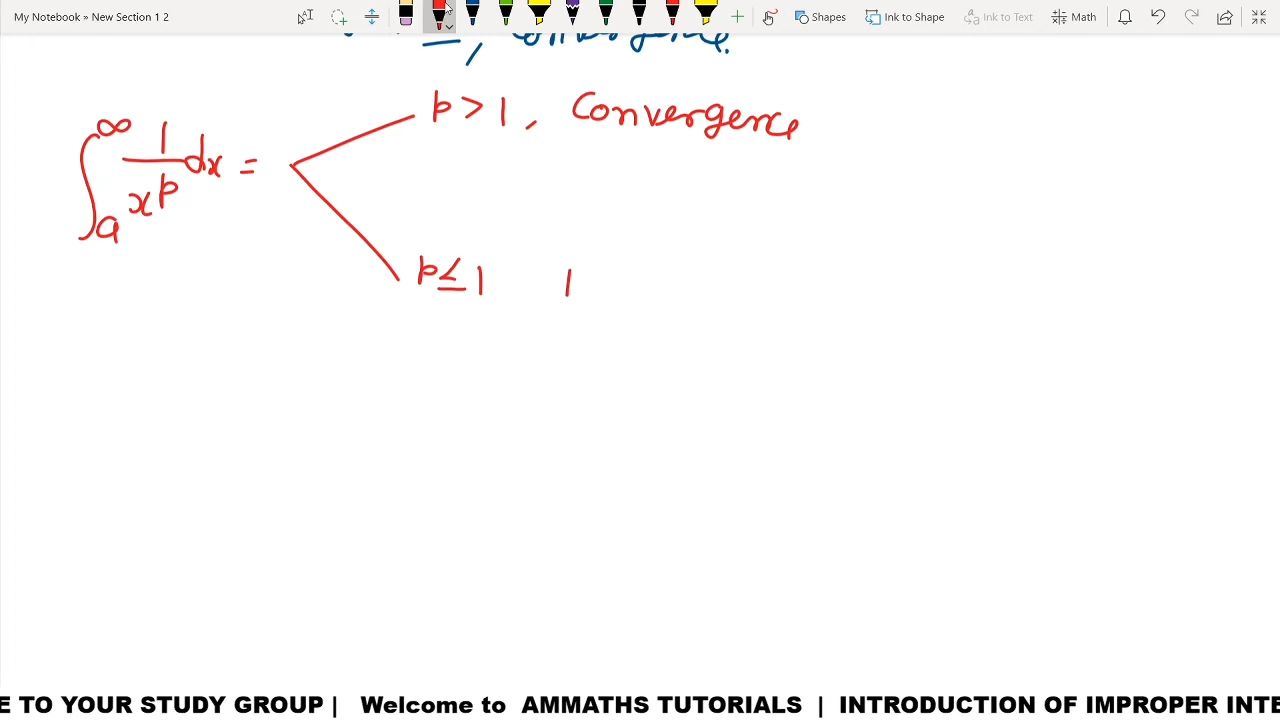 My Notebook » New Section 1 2
Shapes
Ink to Shape
Ink to Text
Math
, Convergence.
∫ₐ^∞ 1/x^p dx =
p > 1, Convergence
p ≤ 1 |
E TO YOUR STUDY GROUP | Welcome to AMMATHS TUTORIALS | INTRODUCTION OF IMPROPER INTE